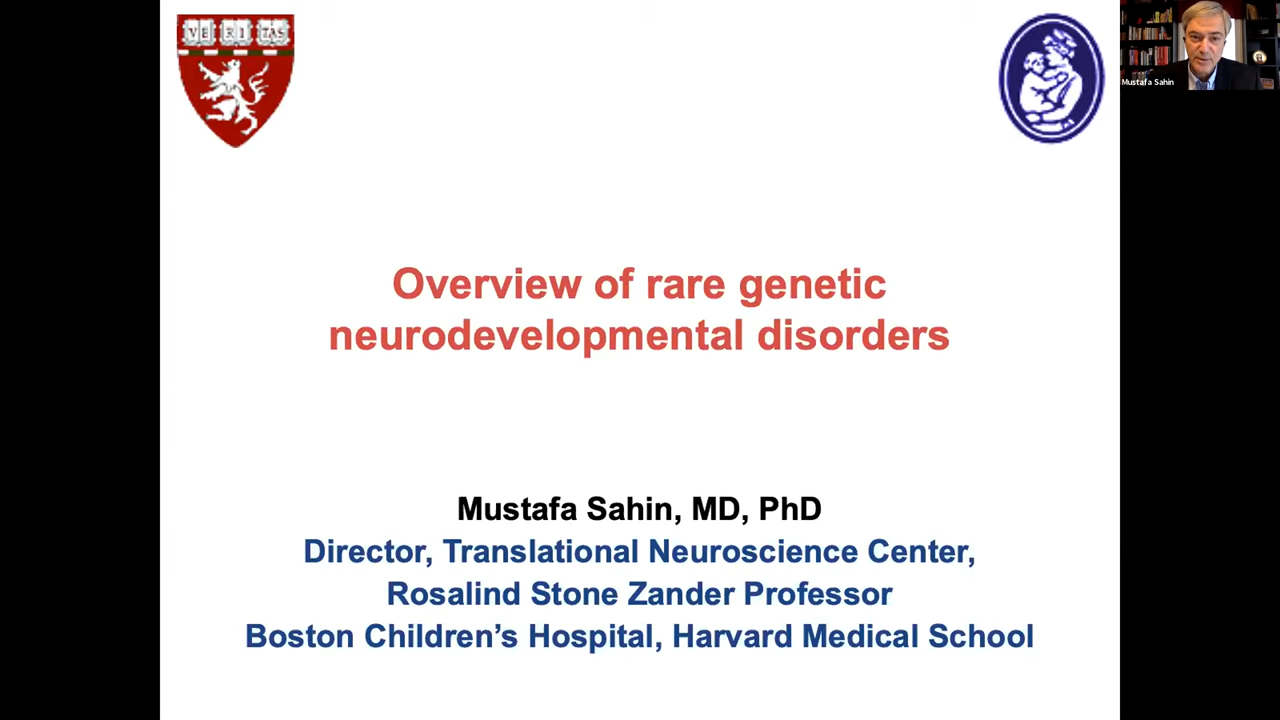 VE RI TAS
Mustafa Sahin
Overview of rare genetic
neurodevelopmental disorders
Mustafa Sahin, MD, PhD
Director, Translational Neuroscience Center,
Rosalind Stone Zander Professor
Boston Children’s Hospital, Harvard Medical School